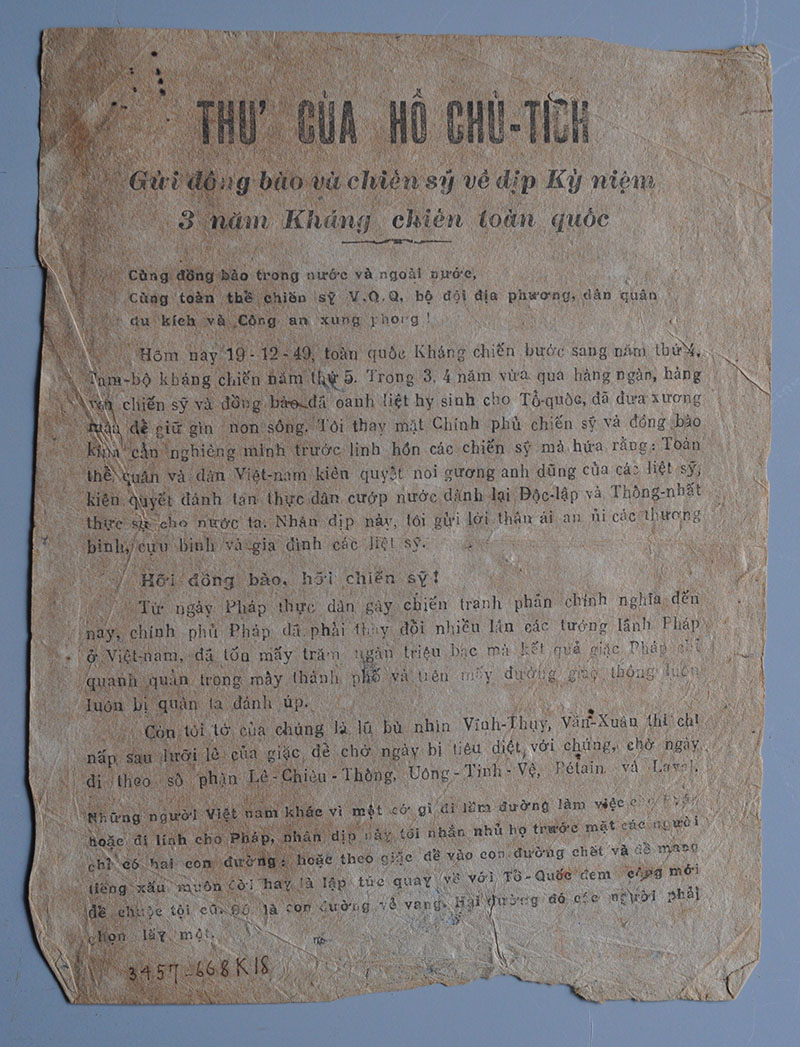 THƯ CỦA HỒ CHỦ-TỊCH
Gửi đồng bào và chiến sỹ về dịp Kỷ niệm
3 năm Kháng chiến toàn quốc
Cùng đồng bào trong nước và ngoài nước,
Cùng toàn thể chiến sỹ V.Q.Q, bộ đội địa phương, dân quân
du kích và Công an xung phong !
Hôm nay 19-12-49, toàn quốc Kháng chiến bước sang năm thứ 4,
Nam-bộ kháng chiến năm thứ 5. Trong 3, 4 năm vừa qua hàng ngàn, hàng
vạn chiến sỹ và đồng bào đã oanh liệt hy sinh cho Tổ-quốc, đã đưa xương
máu để giữ gìn non sông. Tôi thay mặt Chính phủ chiến sỹ và đồng bào
kính cẩn nghiêng mình trước linh hồn các chiến sỹ mà hứa rằng: Toàn
thể quân và dân Việt-nam kiên quyết noi gương anh dũng của các liệt sỹ,
kiên quyết đánh tan thực dân cướp nước dành lại Độc-lập và Thống-nhất
thực sự cho nước ta. Nhân dịp này, tôi gửi lời thân ái an ủi các thương
binh, cựu binh và gia đình các liệt sỹ.
Hỡi đồng bào, hỡi chiến sỹ !
Từ ngày Pháp thực dân gây chiến tranh phản chính nghĩa đến
nay, chính phủ Pháp đã phải thay đổi nhiều lần các tướng lãnh Pháp
ở Việt-nam, đã tốn mấy trăm ngàn triệu bạc mà kết quả giặc Pháp chỉ
quanh quẩn trong mấy thành phố và trên mấy đường giao thông luôn
luôn bị quân ta đánh úp.
Còn tôi tớ của chúng là lũ bù nhìn Vĩnh-Thụy, Văn-Xuân thì chỉ
nấp sau lưỡi lê của giặc, để chờ ngày bị tiêu diệt với chúng, chờ ngày
đi theo số phận Lê-Chiêu-Thống, Uông-Tinh-Vệ, Pétain và Laval.
Những người Việt nam khác vì một cớ gì đi lầm đường làm việc cho Pháp
hoặc đi lính cho Pháp, nhân dịp này tôi nhắn nhủ họ trước mặt các người
chỉ có hai con đường : hoặc theo giặc để vào con đường chết và để mang
tiếng xấu muôn đời hay là lập tức quay về với Tổ-Quốc đem công mới
để chuộc tội cũ. Đó là con đường vẻ vang. Hai đường đó các người phải
chọn lấy một.
3457-668K18